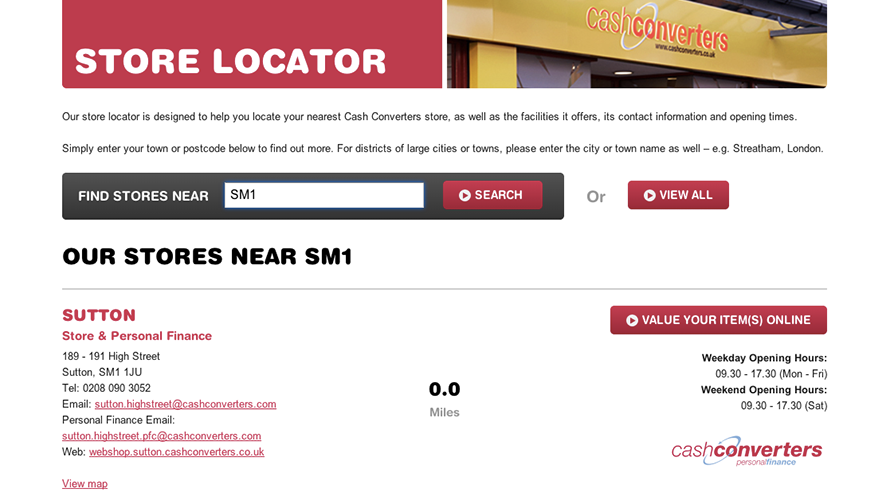 cashconverters
www.cashconverters.co.uk
STORE LOCATOR
Our store locator is designed to help you locate your nearest Cash Converters store, as well as the facilities it offers, its contact information and opening times.
Simply enter your town or postcode below to find out more. For districts of large cities or towns, please enter the city or town name as well – e.g. Streatham, London.
FIND STORES NEAR SM1 SEARCH Or VIEW ALL
OUR STORES NEAR SM1
SUTTON
Store & Personal Finance
189 - 191 High Street
Sutton, SM1 1JU
Tel: 0208 090 3052
Email: sutton.highstreet@cashconverters.com
Personal Finance Email:
sutton.highstreet.pfc@cashconverters.com
Web: webshop.sutton.cashconverters.co.uk
View map
0.0
Miles
VALUE YOUR ITEM(S) ONLINE
Weekday Opening Hours:
09.30 - 17.30 (Mon - Fri)
Weekend Opening Hours:
09.30 - 17.30 (Sat)
cashconverters
personalfinance